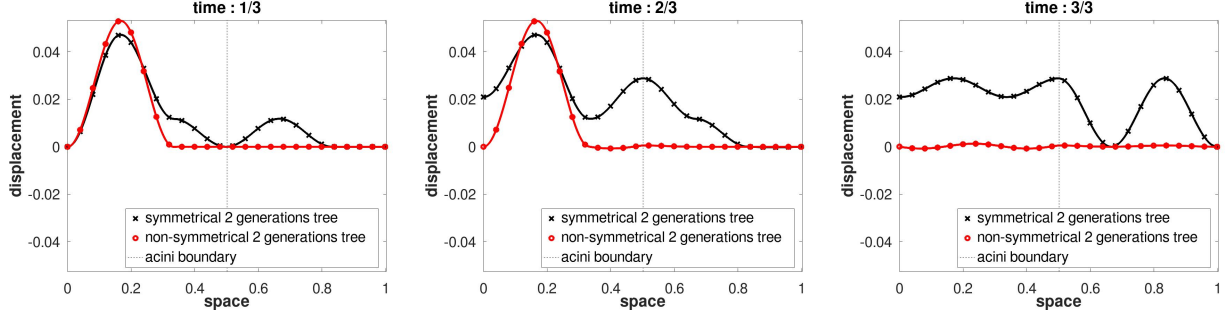 time : 1/3
displacement
0.04
0.02
0
-0.02
-0.04
symmetrical 2 generations tree
non-symmetrical 2 generations tree
acini boundary
0 0.2 0.4 0.6 0.8 1
space
time : 2/3
displacement
0.04
0.02
0
-0.02
-0.04
symmetrical 2 generations tree
non-symmetrical 2 generations tree
acini boundary
0 0.2 0.4 0.6 0.8 1
space
time : 3/3
displacement
0.04
0.02
0
-0.02
-0.04
symmetrical 2 generations tree
non-symmetrical 2 generations tree
acini boundary
0 0.2 0.4 0.6 0.8 1
space